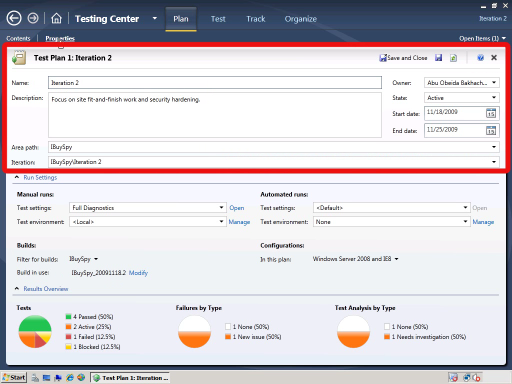 Testing Center
Plan
Test
Track
Organize
Iteration 2
Contents
Properties
Open Items (1)
Test Plan 1: Iteration 2
Save and Close
Name:
Iteration 2
Owner:
Abu Obeida Bakhach...
Description:
Focus on site fit-and-finish work and security hardening.
State:
Active
Start date:
11/18/2009
15
End date:
11/25/2009
15
Area path:
IBuySpy
Iteration:
IBuySpy\Iteration 2
Run Settings
Manual runs:
Automated runs:
Test settings:
Full Diagnostics
Open
Test settings:
<Default>
Open
Test environment:
<Local>
Manage
Test environment:
None
Manage
Builds:
Configurations:
Filter for builds:
IBuySpy
In this plan:
Windows Server 2008 and IE8
Build in use:
IBuySpy_20091118.2
Modify
Results Overview
Tests
Failures by Type
Test Analysis by Type
4 Passed (50%)
2 Active (25%)
1 Failed (12.5%)
1 Blocked (12.5%)
1 None (50%)
1 New issue (50%)
1 None (50%)
1 Needs investigation (50%)
Start
Test Plan 1: Iteration ...